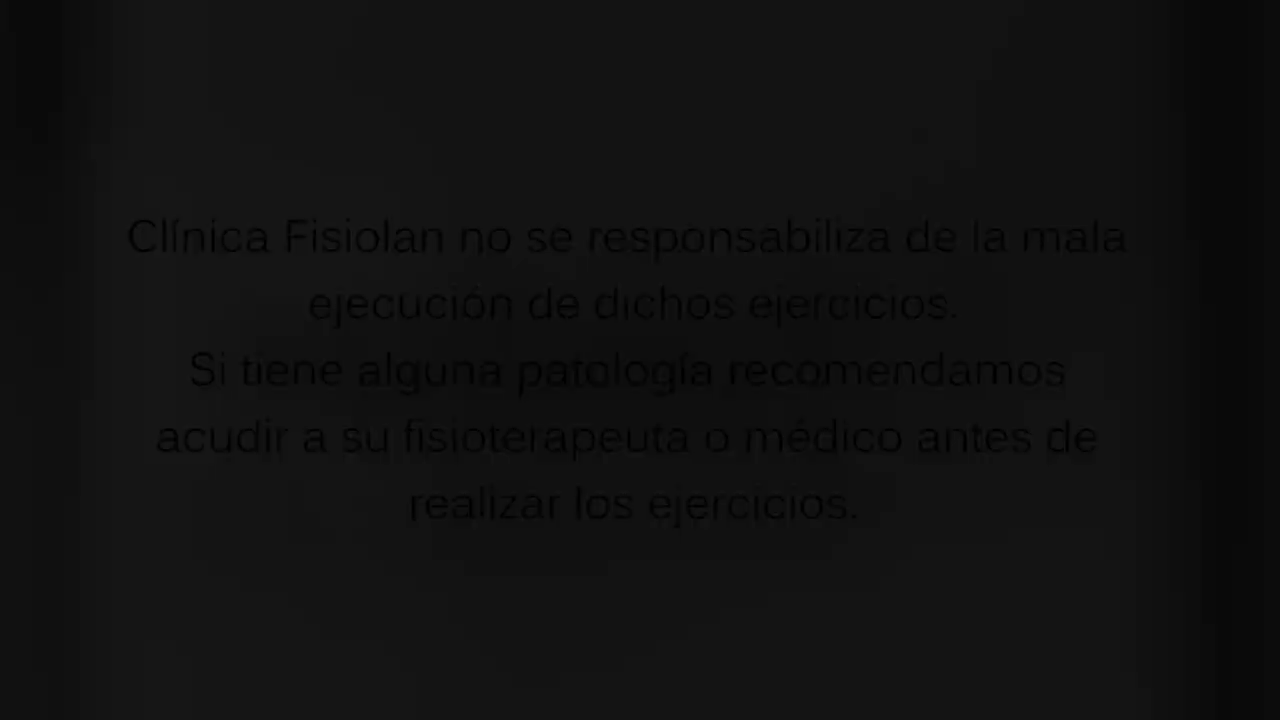 Clínica Fisiolan no se responsabiliza de la mala
ejecución de dichos ejercicios.
Si tiene alguna patología recomendamos
acudir a su fisioterapeuta o médico antes de
realizar los ejercicios.